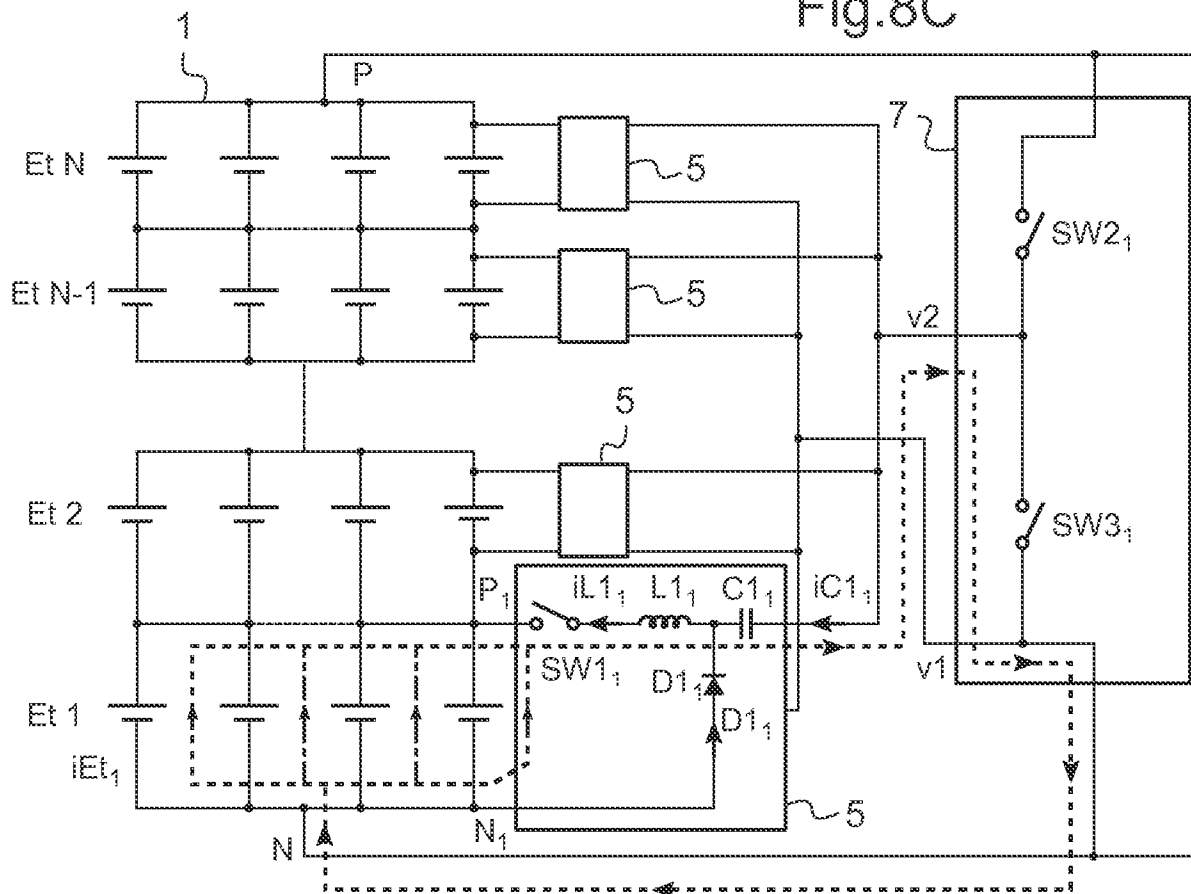 Fig.8C
1
P
7
Et N
5
SW2₁
Et N-1
5
v2
5
Et 2
SW3₁
P₁
iL1₁
L1₁
C1₁
iC1₁
SW1₁
v1
D1₁
Et 1
D1₁
iEt₁
N
N₁
5